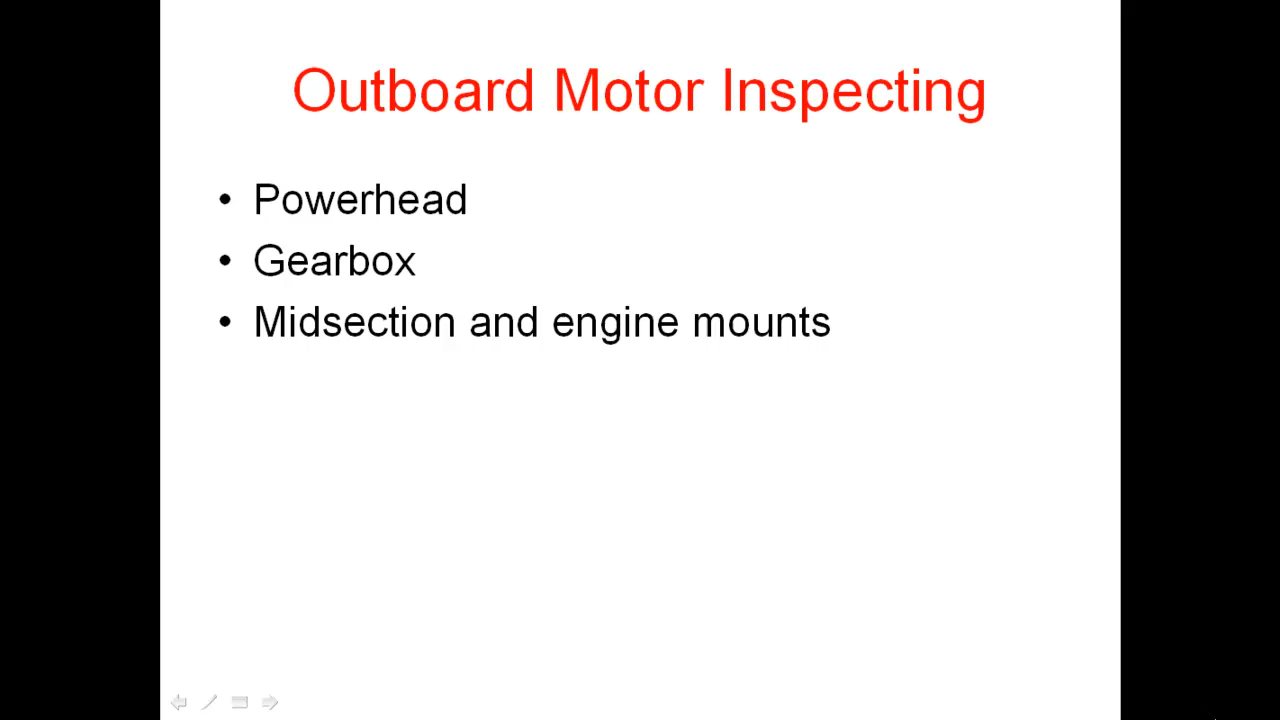 Outboard Motor Inspecting
• Powerhead
• Gearbox
• Midsection and engine mounts